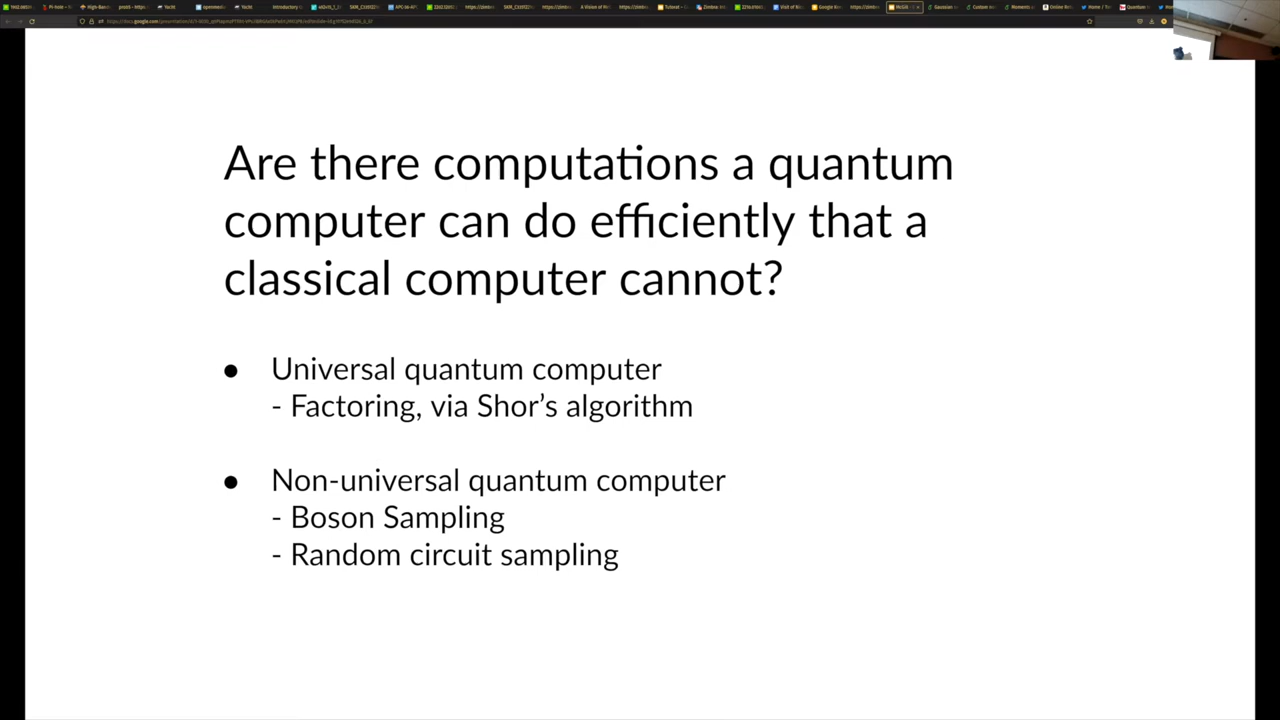 Are there computations a quantum
computer can do efficiently that a
classical computer cannot?
● Universal quantum computer
- Factoring, via Shor’s algorithm
● Non-universal quantum computer
- Boson Sampling
- Random circuit sampling